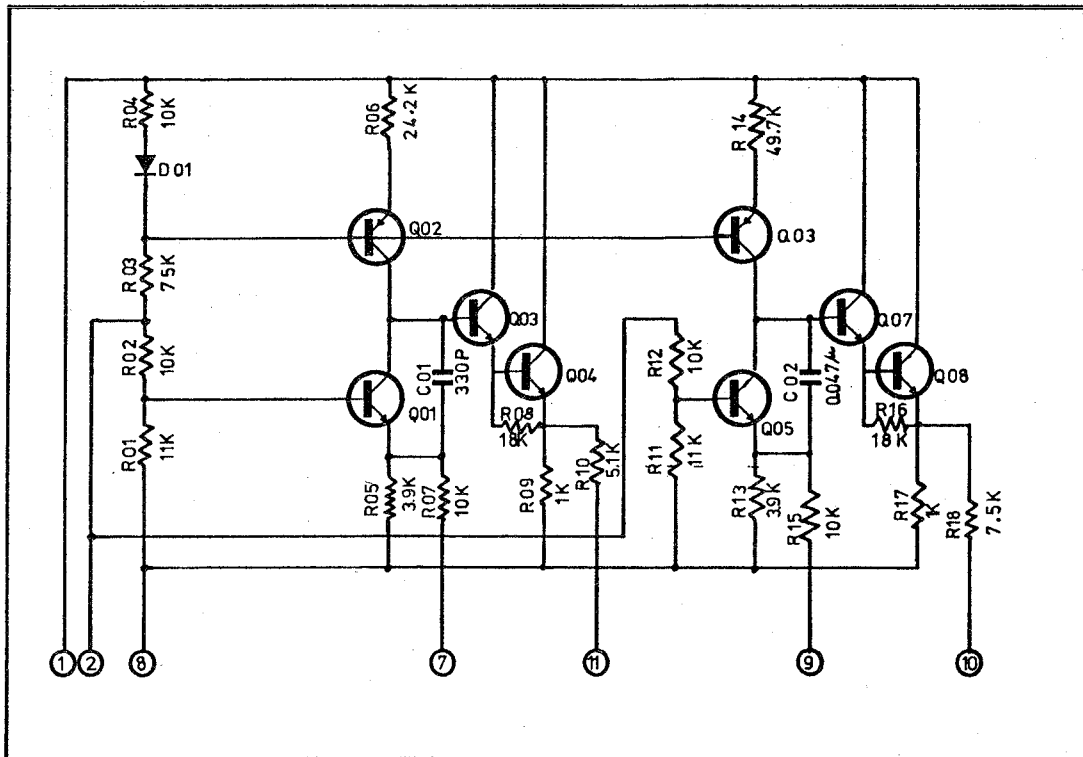 R04 10K
D01
R03 75K
R02 10K
R01 11K
R06 24.2K
Q02
Q01
C01 330P
R05 3.9K
R07 10K
Q03
Q04
R08 18K
R09 1K
R10 5.1K
R12 10K
R11 11K
R14 49.7K
Q03
Q05
C02 0.047µ
R13 3.9K
R15 10K
Q07
Q08
R16 18K
R17 1K
R18 7.5K
1 2 8 7 11 9 10